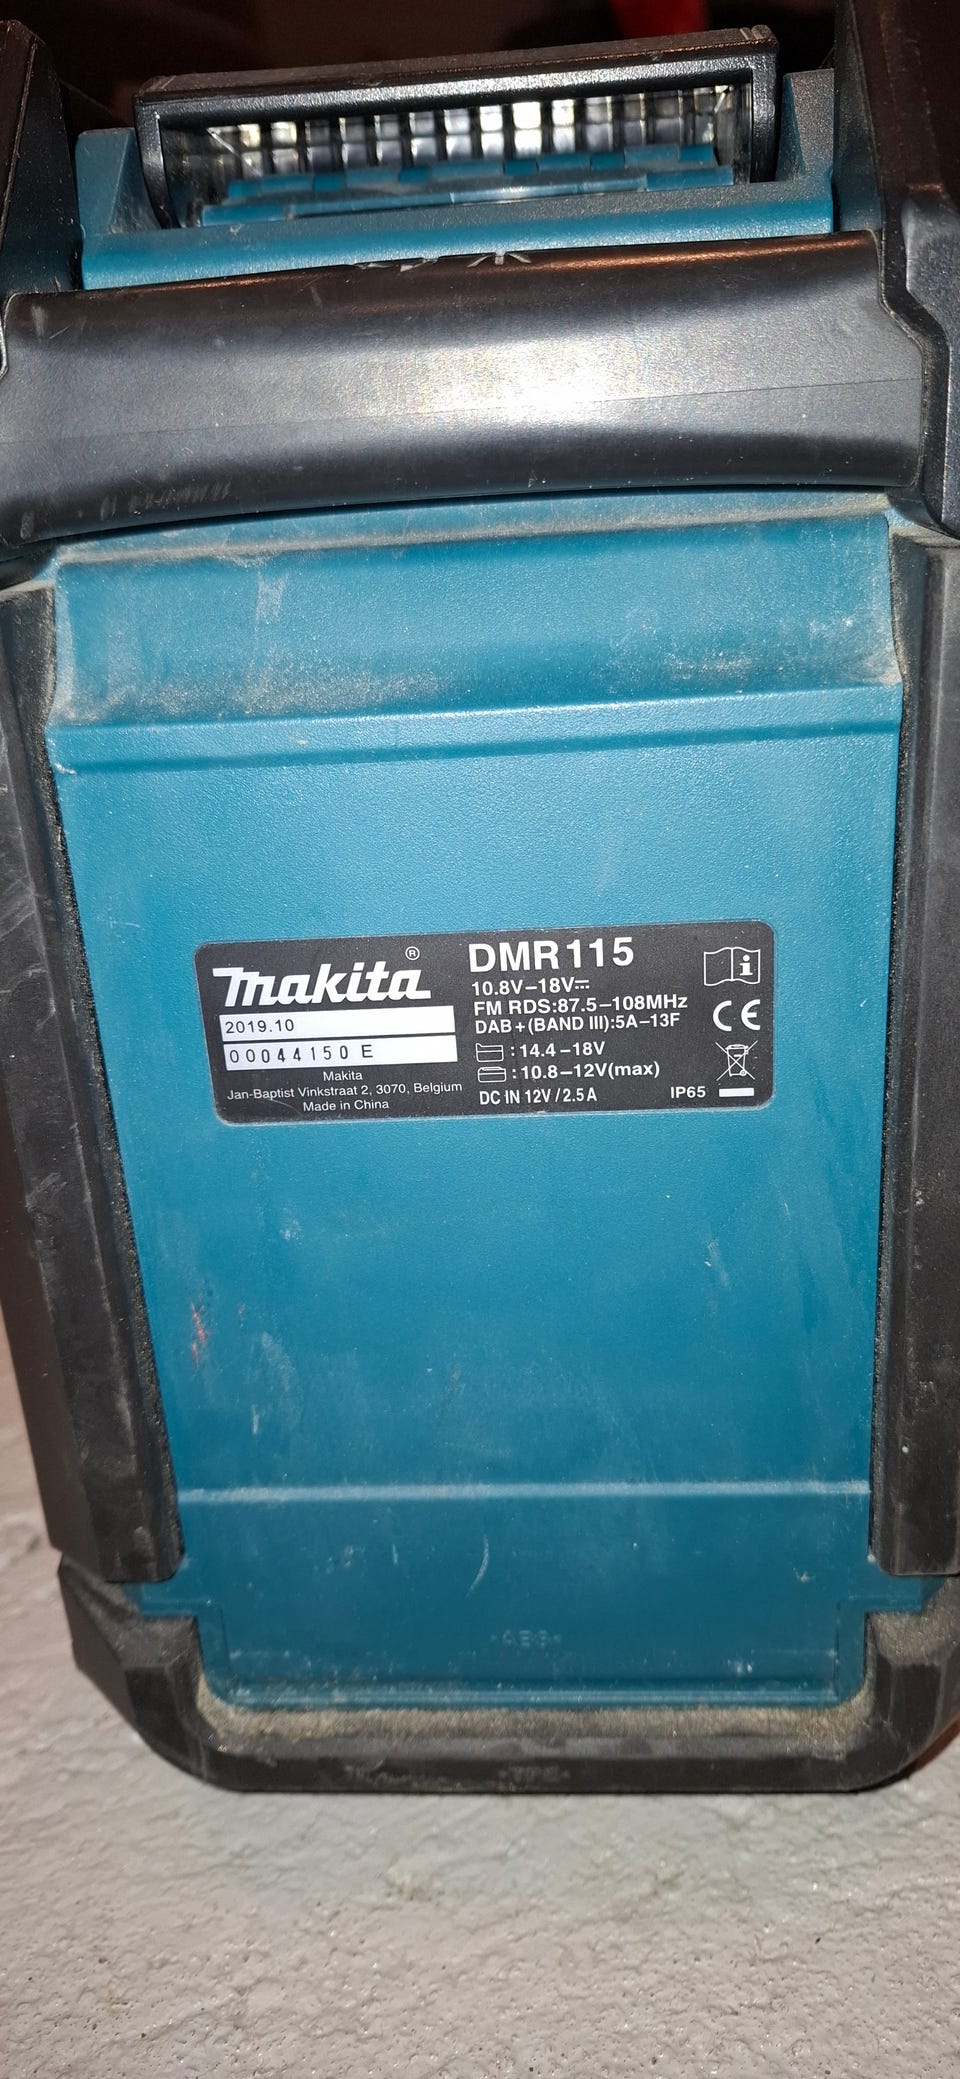 makita®
2019.10
00044150 E
Makita
Jan-Baptist Vinkstraat 2, 3070, Belgium
Made in China
DMR115
10.8V–18V⎓
FM RDS:87.5–108MHz
DAB+(BAND III):5A–13F
:14.4–18V
:10.8–12V(max)
DC IN 12V/2.5A
i
CE
IP65